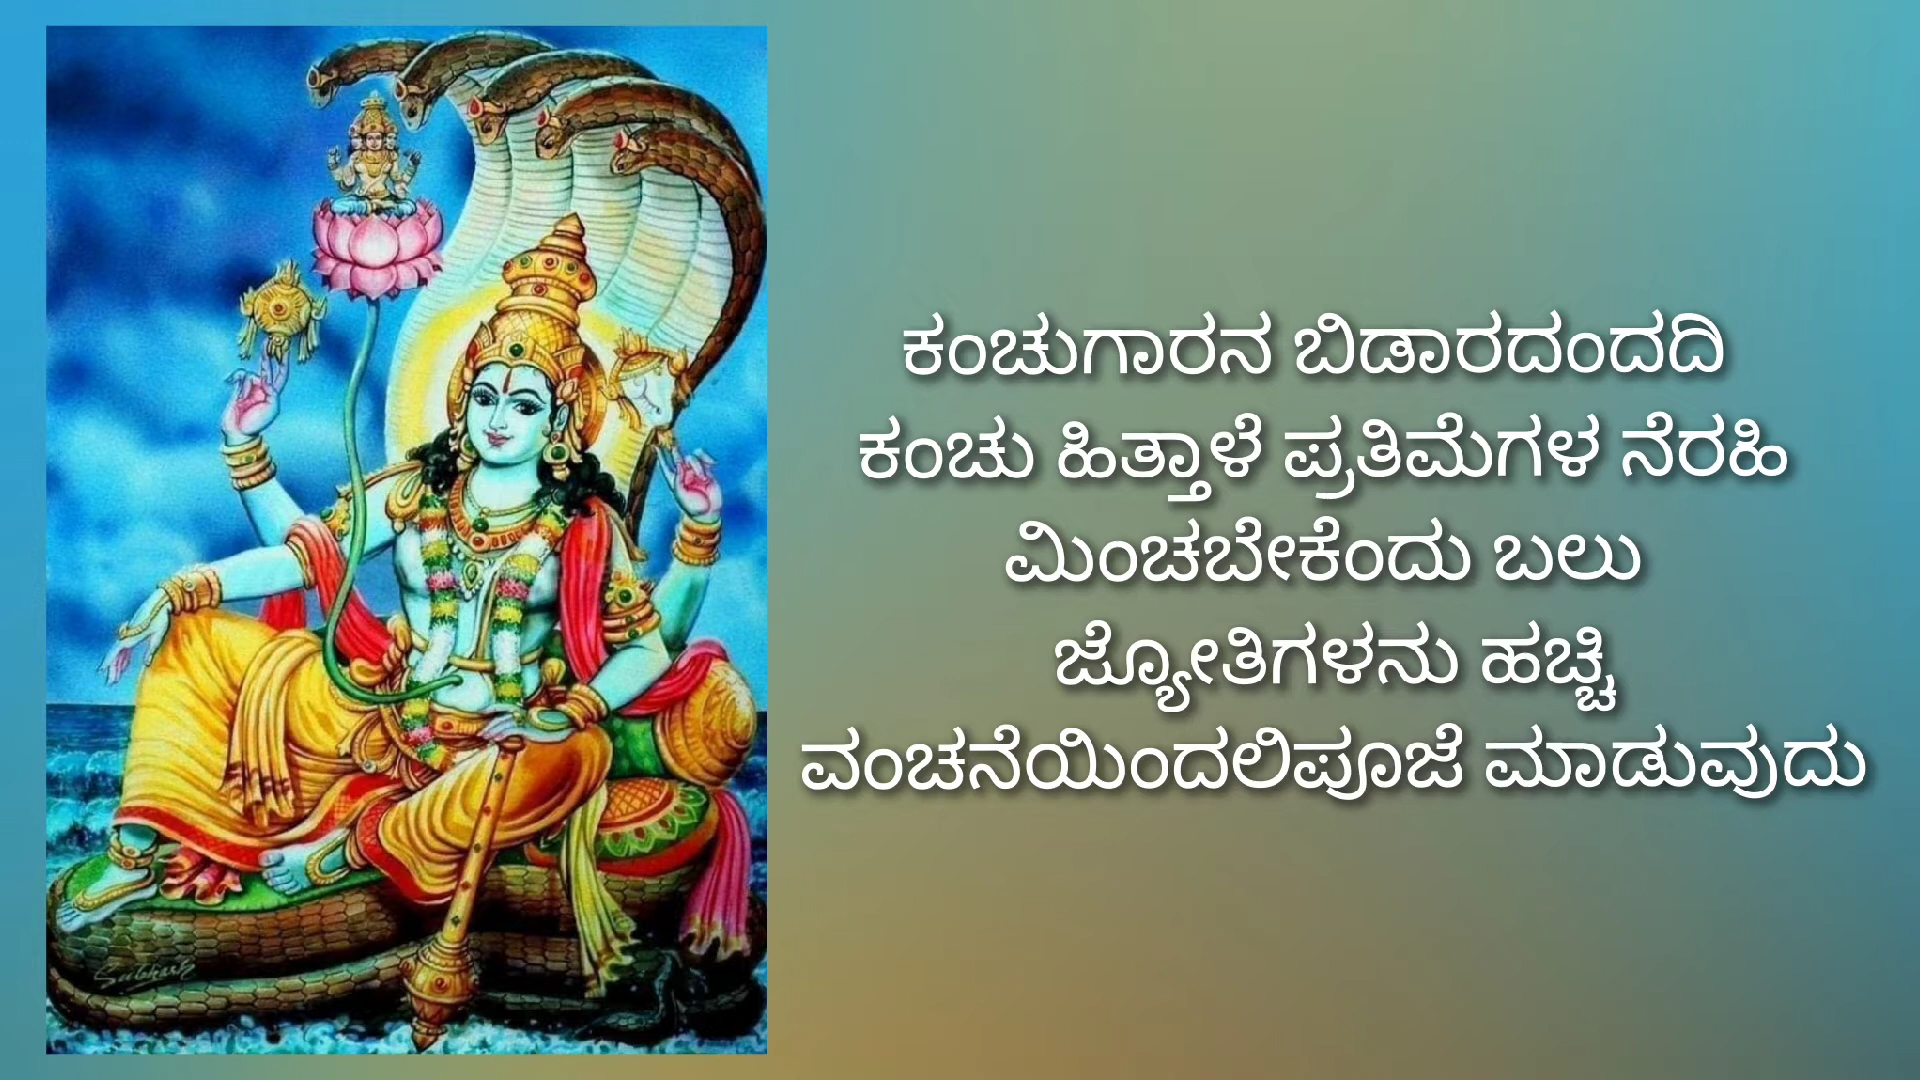 ಕಂಚುಗಾರನ ಬಿಡಾರದಂದದಿ
ಕಂಚು ಹಿತ್ತಾಳೆ ಪ್ರತಿಮೆಗಳ ನೆರಹಿ
ಮಿಂಚಬೇಕೆಂದು ಬಲು
ಜ್ಯೋತಿಗಳನು ಹಚ್ಚಿ
ವಂಚನೆಯಿಂದಲಿಪೂಜೆ ಮಾಡುವುದು